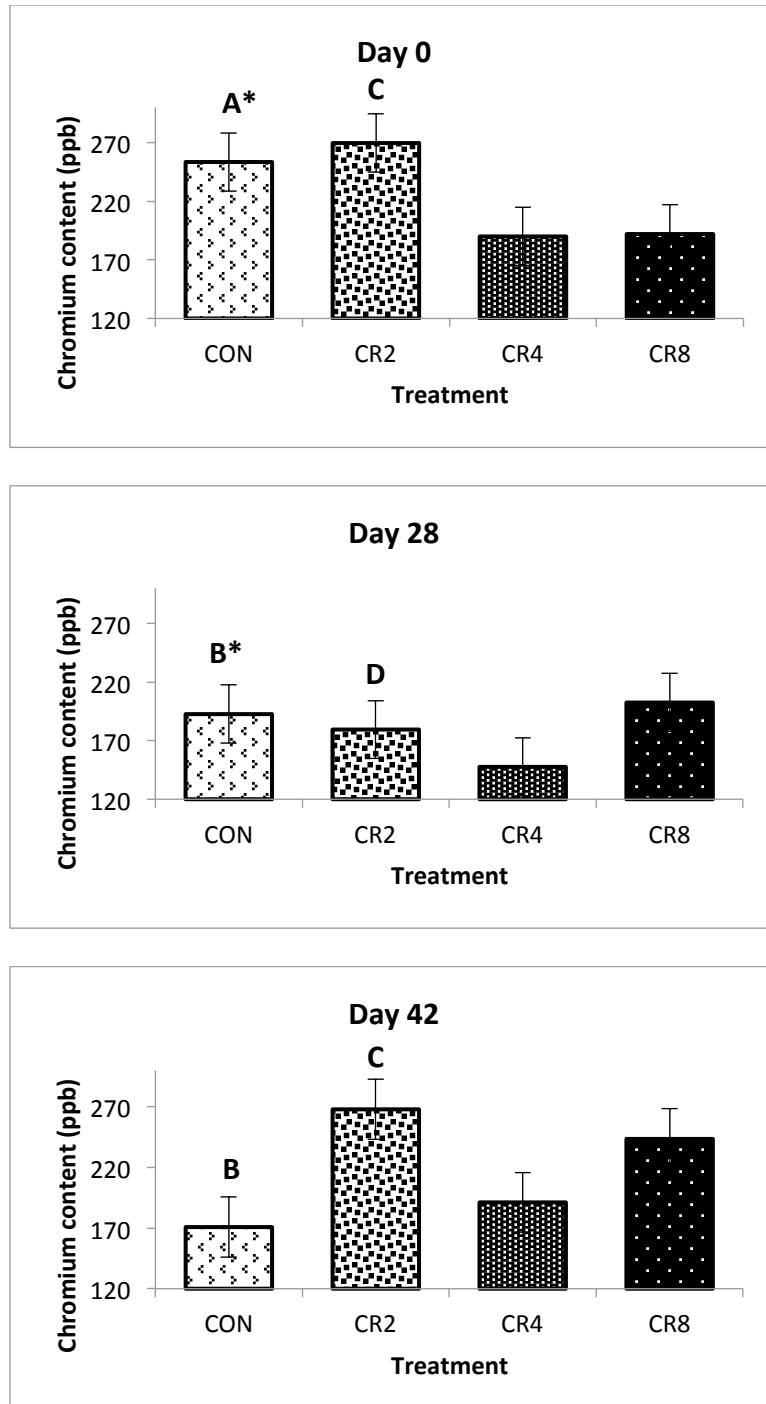 Day 0
A*
C
Chromium content (ppb)
270
220
170
120
CON CR2 CR4 CR8
Treatment
Day 28
B*
D
Chromium content (ppb)
270
220
170
120
CON CR2 CR4 CR8
Treatment
Day 42
C
B
Chromium content (ppb)
270
220
170
120
CON CR2 CR4 CR8
Treatment